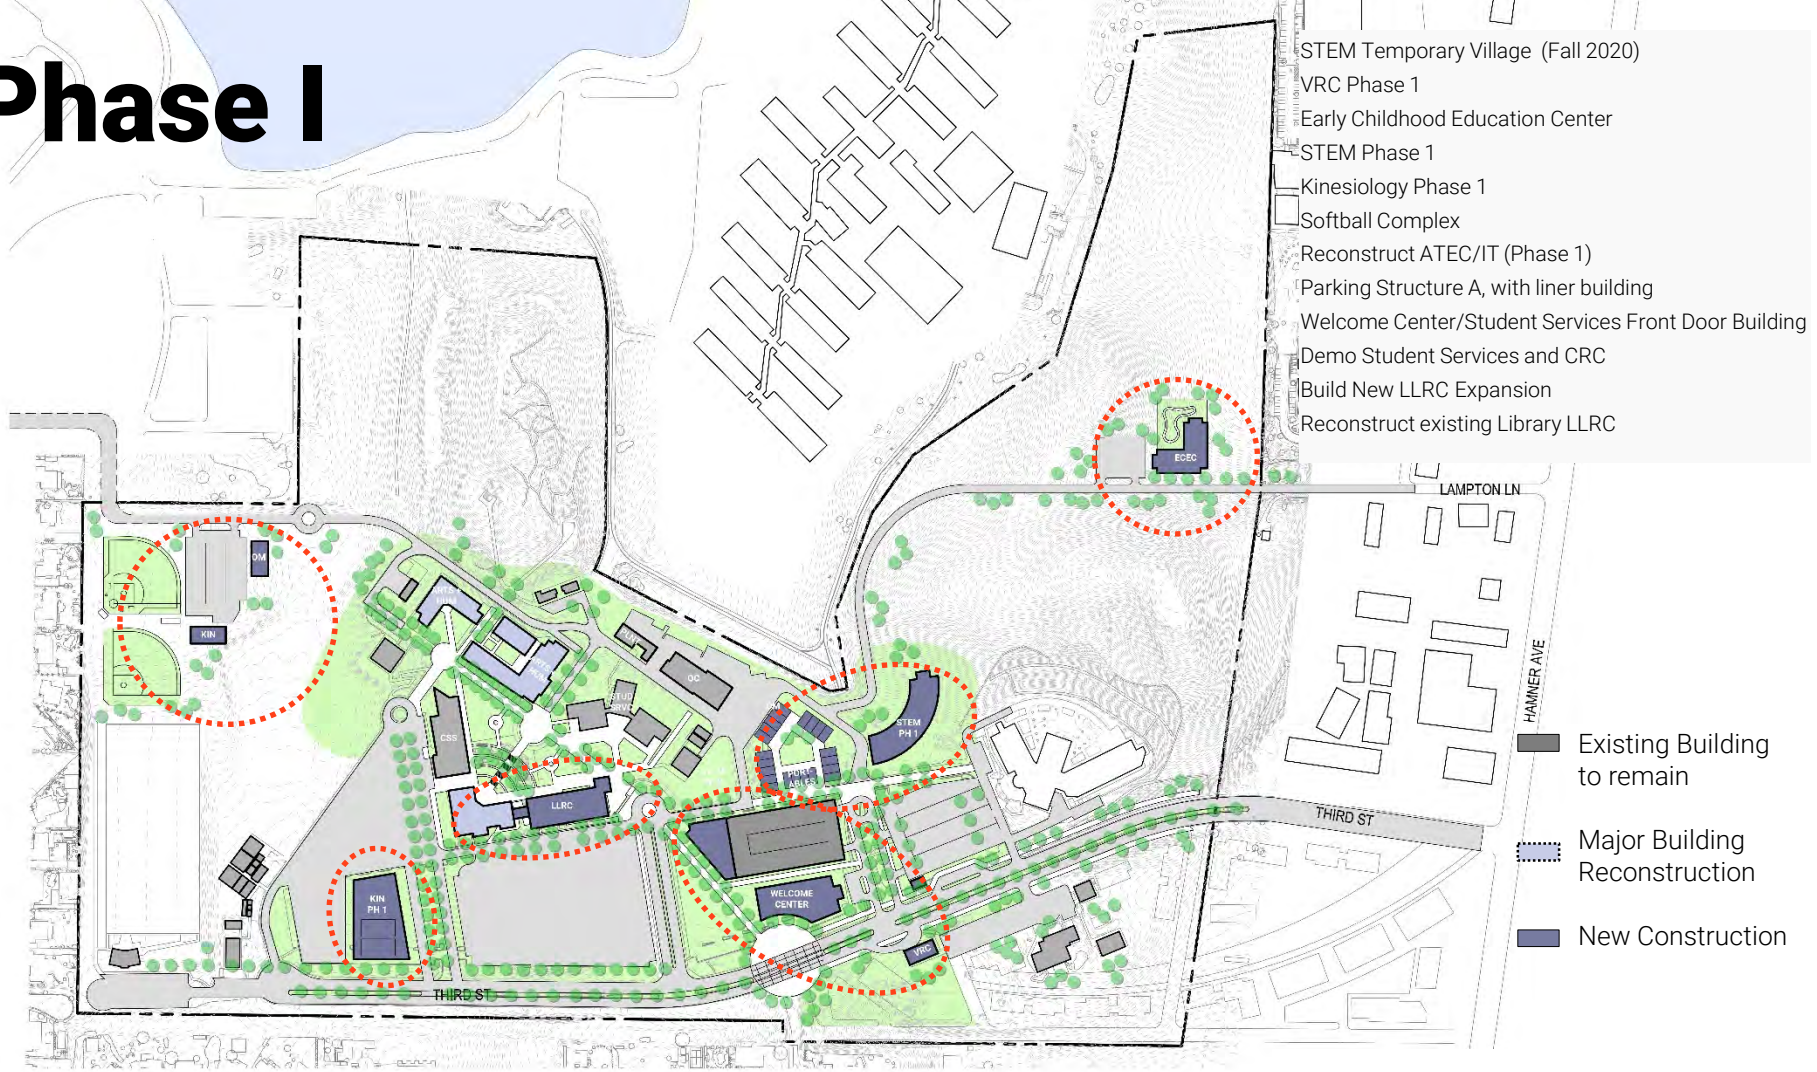 Phase I
STEM Temporary Village (Fall 2020)
VRC Phase 1
Early Childhood Education Center
STEM Phase 1
Kinesiology Phase 1
Softball Complex
Reconstruct ATEC/IT (Phase 1)
Parking Structure A, with liner building
Welcome Center/Student Services Front Door Building
Demo Student Services and CRC
Build New LLRC Expansion
Reconstruct existing Library LLRC
ECEC
LAMPTON LN
OM
KIN
ARTS
HUM
OC
STUD
CSS
STEM
PH 1
HAMNER AVE
LLRC
THIRD ST
KIN
PH 1
WELCOME
CENTER
VRC
THIRD ST
Existing Building
to remain
Major Building
Reconstruction
New Construction